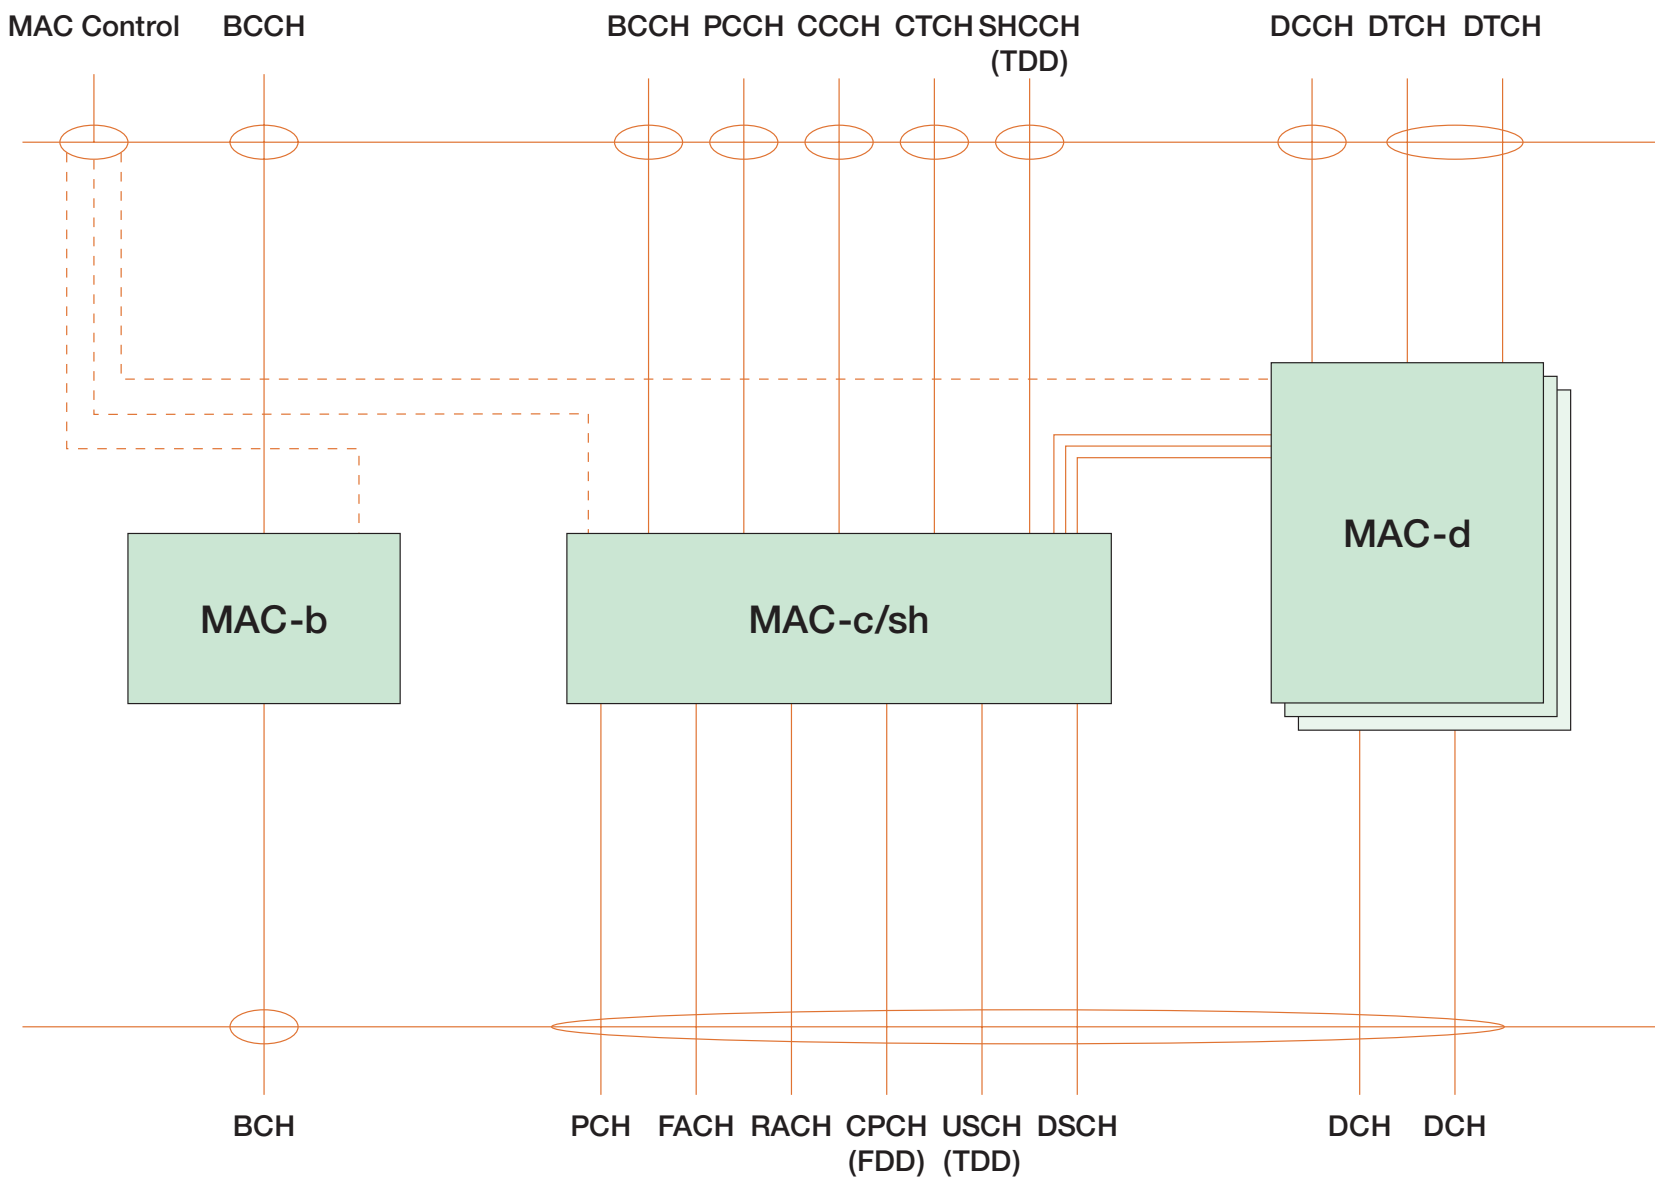 MAC Control BCCH BCCH PCCH CCCH CTCH SHCCH DCCH DTCH DTCH
(TDD)
MAC-d
MAC-b MAC-c/sh
BCH PCH FACH RACH CPCH USCH DSCH DCH DCH
(FDD) (TDD)